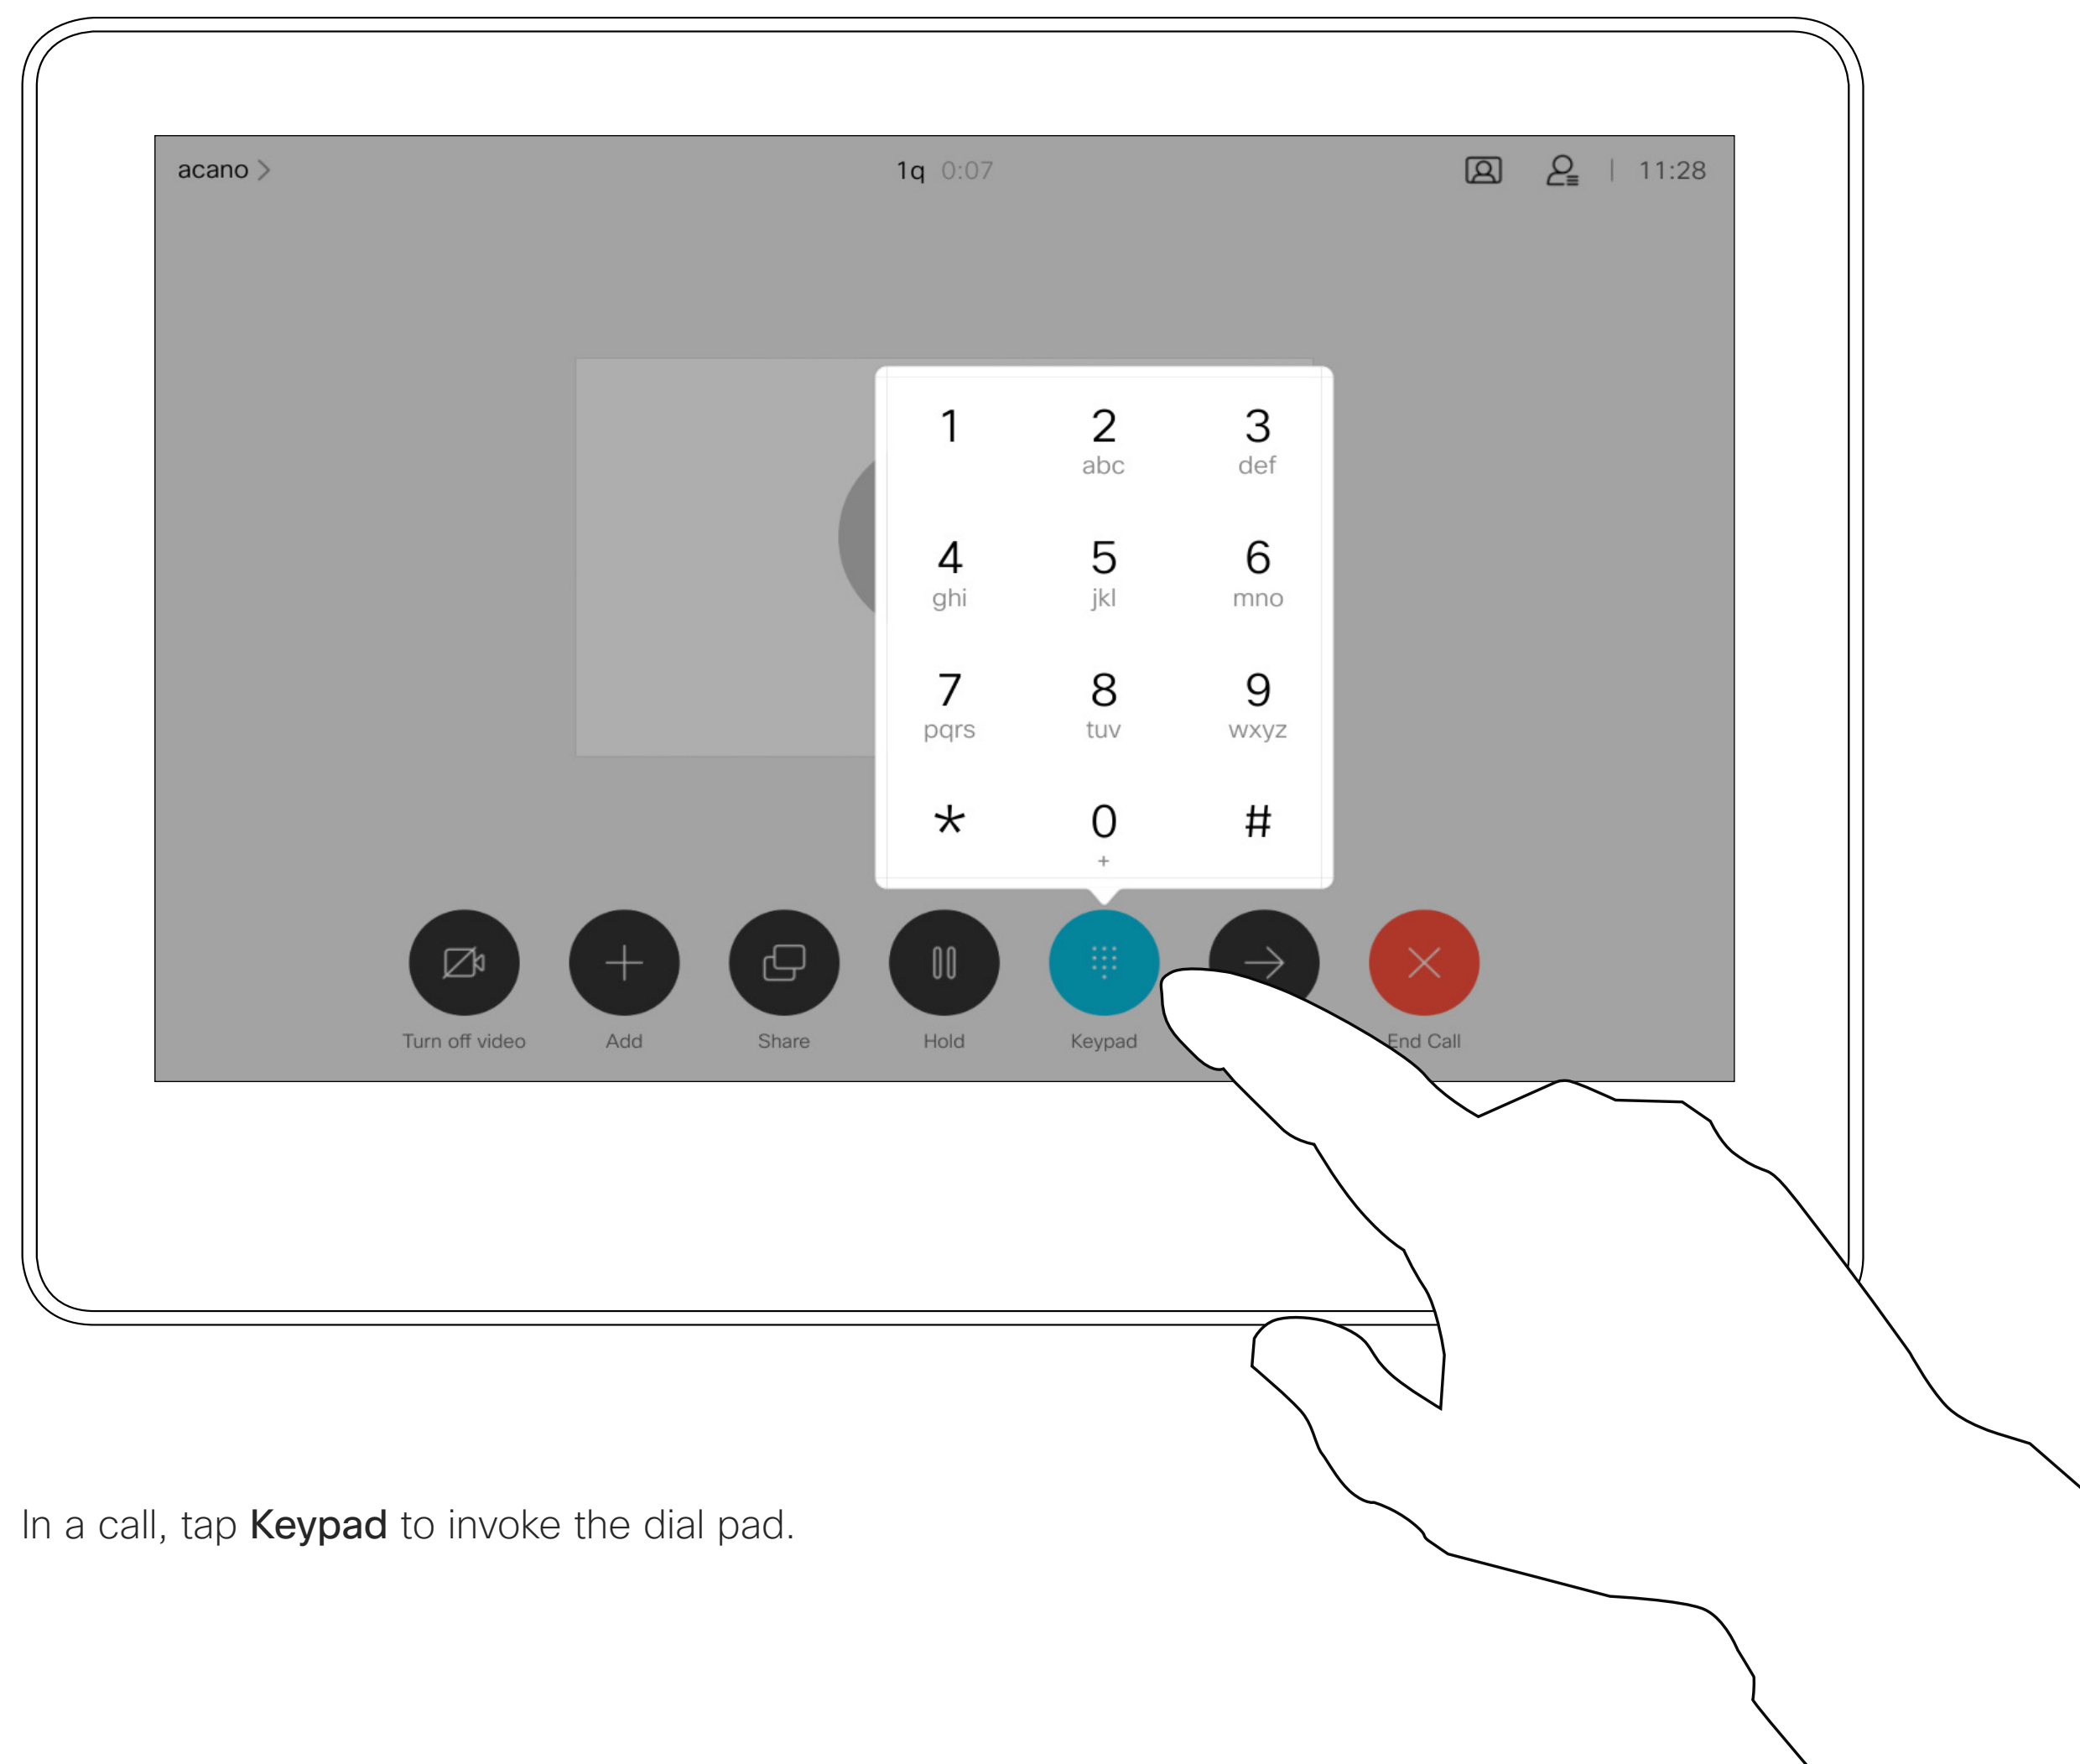 acano
1q 0:07
11:28
1 2 3
abc def
4 5 6
ghi jkl mno
7 8 9
pqrs tuv wxyz
* 0 #
+
Turn off video Add Share Hold Keypad End Call
In a call, tap Keypad to invoke the dial pad.